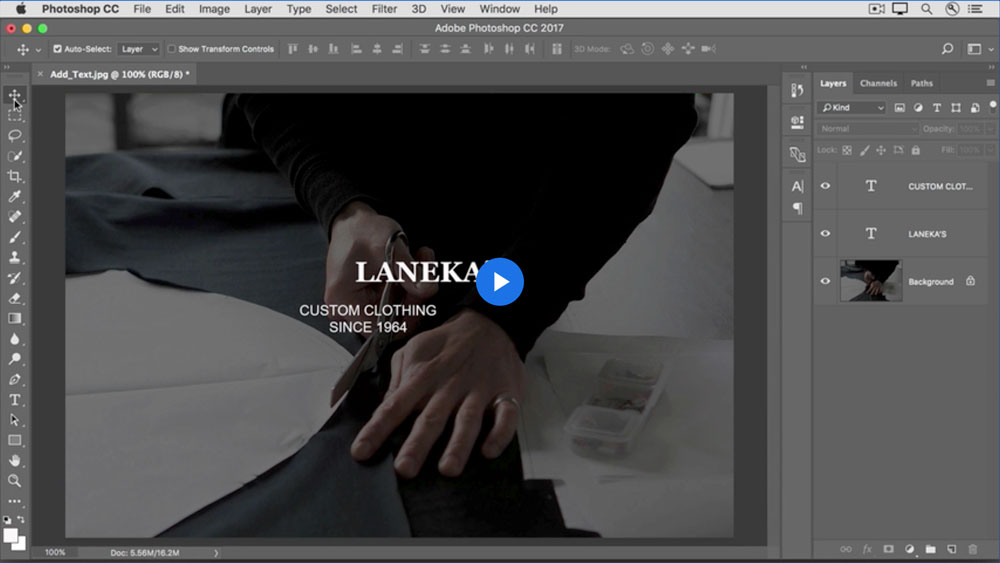 Photoshop CC File Edit Image Layer Type Select Filter 3D View Window Help
Adobe Photoshop CC 2017
Auto-Select: Layer Show Transform Controls 3D Mode:
× Add_Text.jpg @ 100% (RGB/8) *
Layers Channels Paths
Kind
Normal Opacity: 100%
Lock: Fill: 100%
CUSTOM CLOT...
LANEKA'S
Background
LANEKA'
CUSTOM CLOTHING
SINCE 1964
100% Doc: 5.56M/16.2M